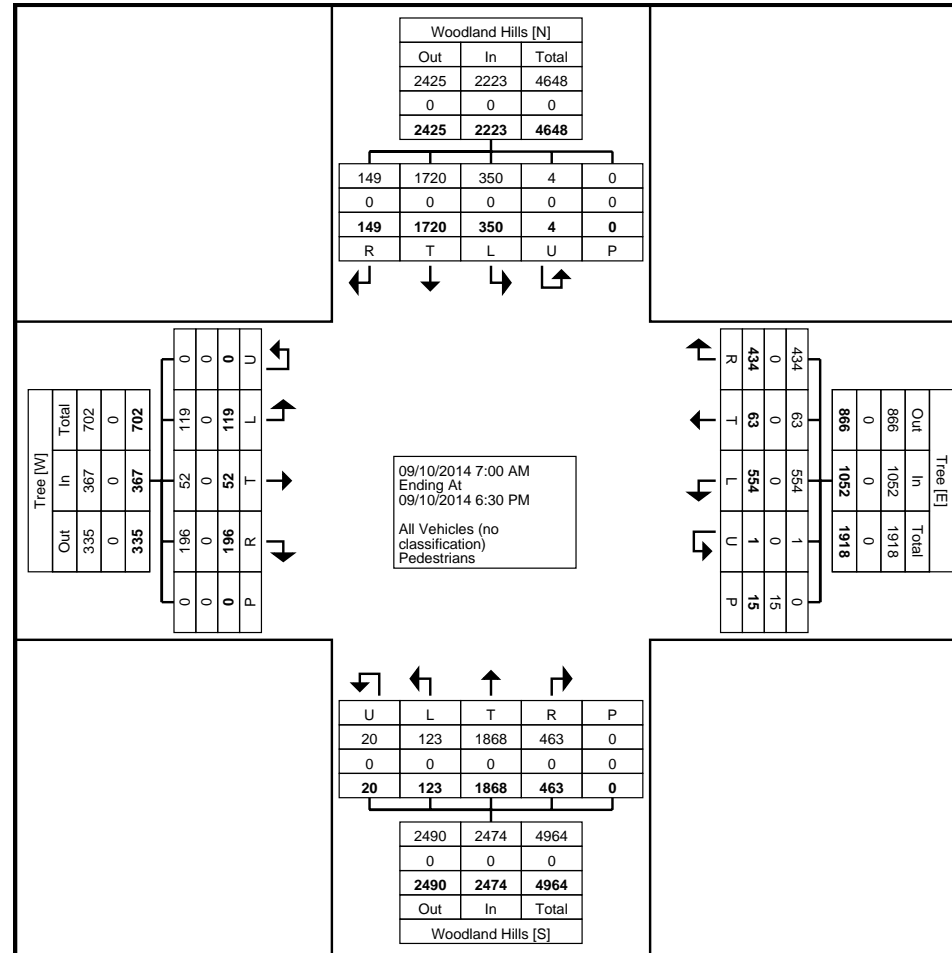 Woodland Hills [N]
Out In Total
2425 2223 4648
0 0 0
2425 2223 4648
149 1720 350 4 0
0 0 0 0 0
149 1720 350 4 0
R T L U P
Tree [W]
Total In Out
702 367 335
0 0 0
702 367 335
0 119 52 196 0
0 0 0 0 0
0 119 52 196 0
U L T R P
09/10/2014 7:00 AM
Ending At
09/10/2014 6:30 PM
All Vehicles (no
classification)
Pedestrians
Tree [E]
Out In Total
866 1052 1918
0 0 0
866 1052 1918
434 63 554 1 0
0 0 0 0 15
434 63 554 1 15
R T L U P
U L T R P
20 123 1868 463 0
0 0 0 0 0
20 123 1868 463 0
2490 2474 4964
0 0 0
2490 2474 4964
Out In Total
Woodland Hills [S]